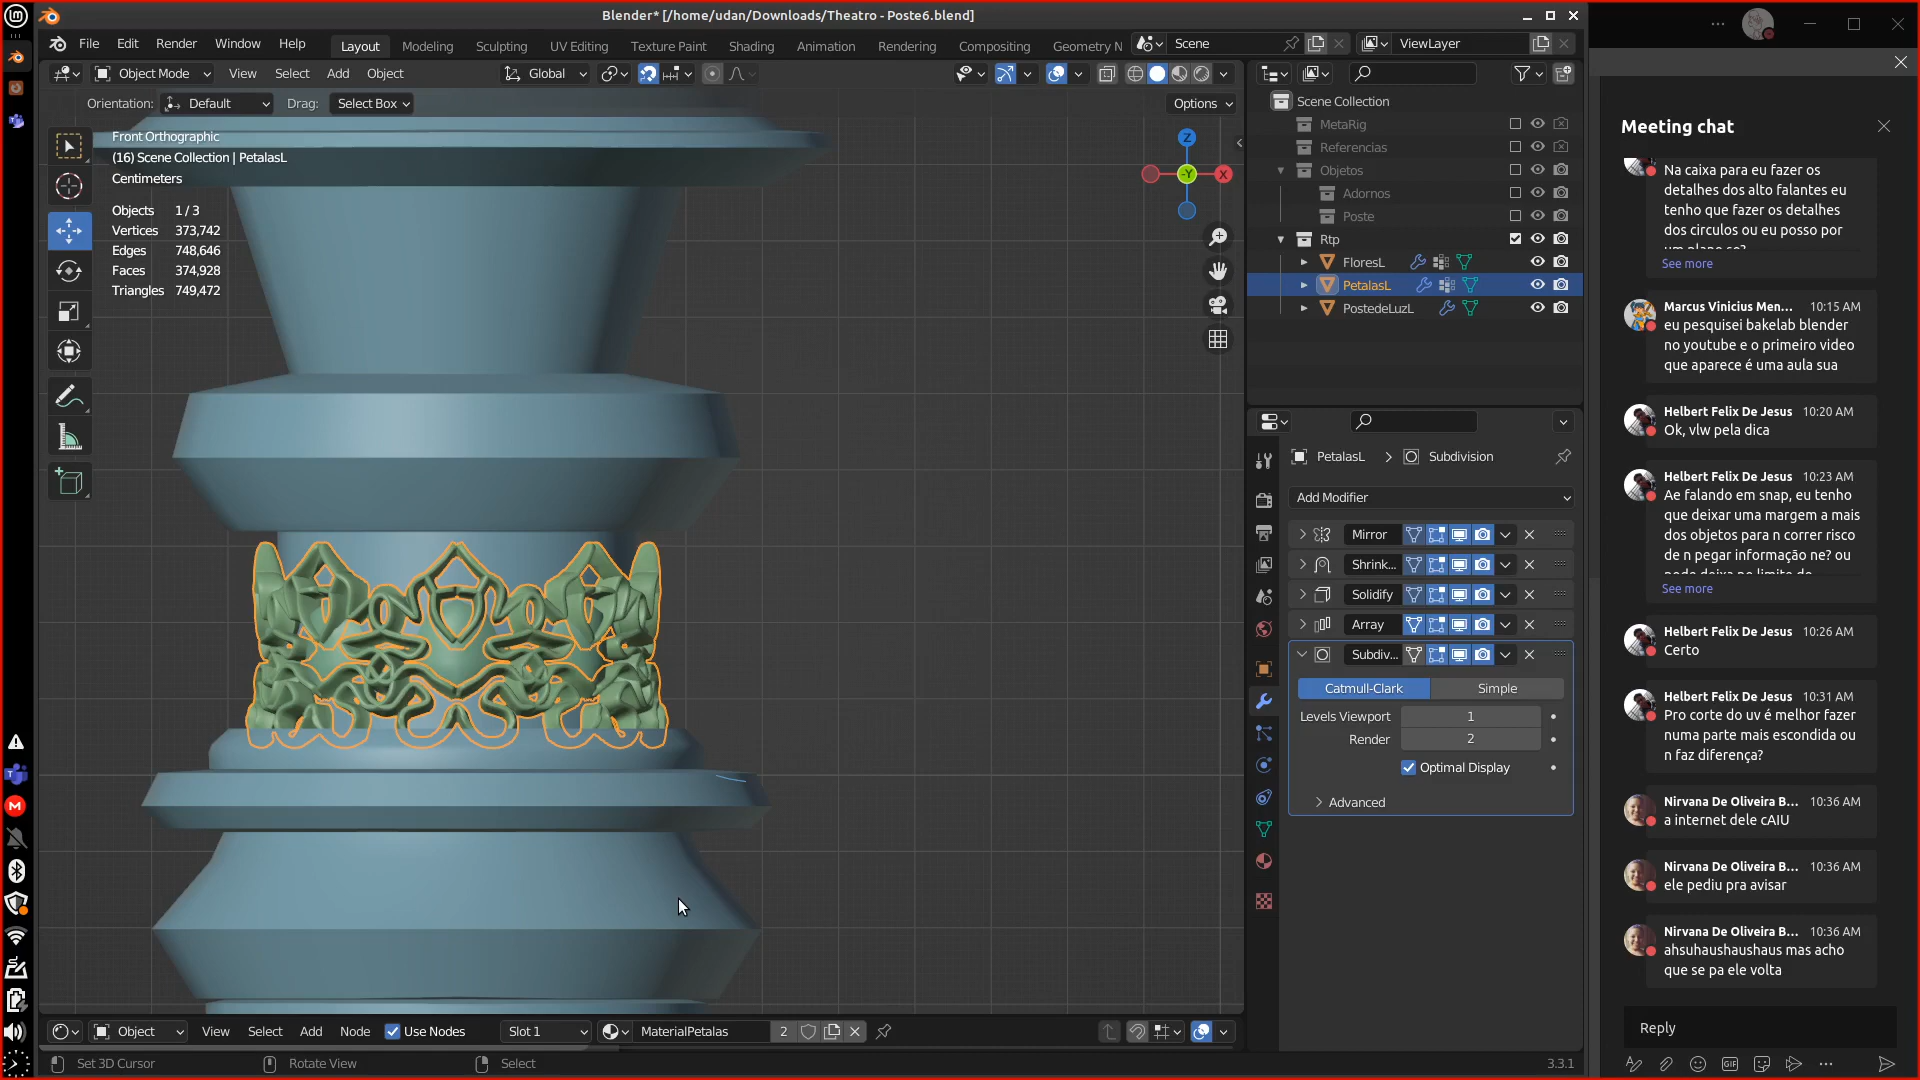 Blender* [/home/udan/Downloads/Theatro - Poste6.blend]
File Edit Render Window Help
Layout Modeling Sculpting UV Editing Texture Paint Shading Animation Rendering Compositing Geometry N
Scene
ViewLayer
Object Mode View Select Add Object
Global
Orientation: Default Drag: Select Box
Options
Front Orthographic
(16) Scene Collection | PetalasL
Centimeters
Objects 1 / 3
Vertices 373,742
Edges 748,646
Faces 374,928
Triangles 749,472
Z
-Y
X
Scene Collection
MetaRig
Referencias
Objetos
Adornos
Poste
Rtp
FloresL
PetalasL
PostedeLuzL
PetalasL > Subdivision
Add Modifier
Mirror
Shrink...
Solidify
Array
Subdiv...
Catmull-Clark Simple
Levels Viewport 1
Render 2
Optimal Display
Advanced
Object View Select Add Node Use Nodes Slot 1 MaterialPetalas 2
Set 3D Cursor Rotate View Select
3.3.1
Meeting chat
Na caixa para eu fazer os
detalhes dos alto falantes eu
tenho que fazer os detalhes
dos circulos ou eu posso por
um plano so?
See more
Marcus Vinicius Men... 10:15 AM
eu pesquisei bakelab blender
no youtube e o primeiro video
que aparece é uma aula sua
Helbert Felix De Jesus 10:20 AM
Ok, vlw pela dica
Helbert Felix De Jesus 10:23 AM
Ae falando em snap, eu tenho
que deixar uma margem a mais
dos objetos para n correr risco
de n pegar informação ne? ou
pode deixa no limite do
See more
Helbert Felix De Jesus 10:26 AM
Certo
Helbert Felix De Jesus 10:31 AM
Pro corte do uv é melhor fazer
numa parte mais escondida ou
n faz diferença?
Nirvana De Oliveira B... 10:36 AM
a internet dele cAIU
Nirvana De Oliveira B... 10:36 AM
ele pediu pra avisar
Nirvana De Oliveira B... 10:36 AM
ahsuhaushaushaus mas acho
que se pa ele volta
Reply
GIF